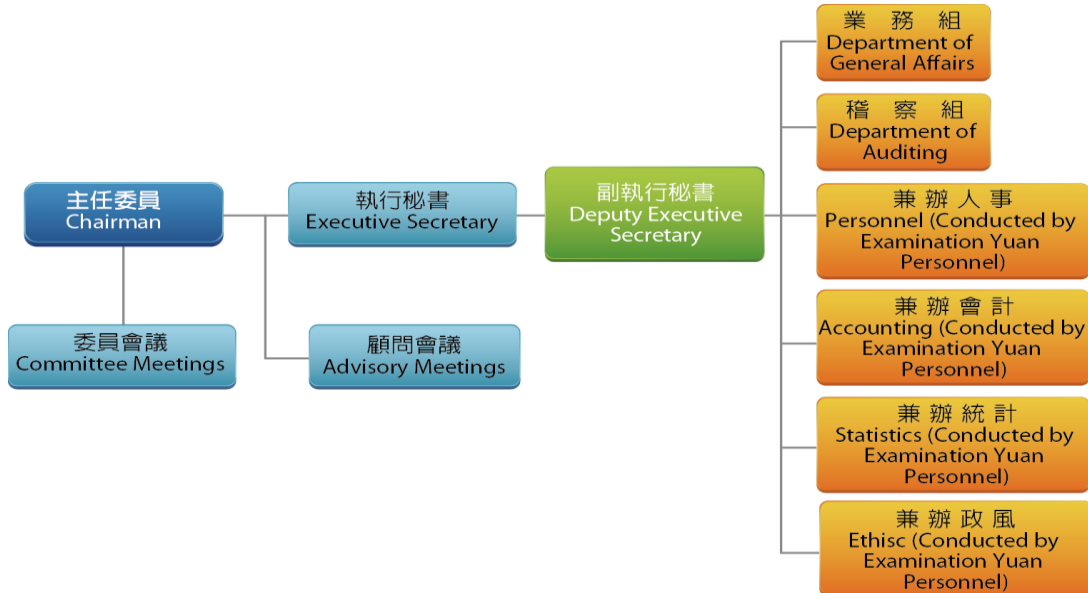 主任委員
Chairman
委員會議
Committee Meetings
執行秘書
Executive Secretary
顧問會議
Advisory Meetings
副執行秘書
Deputy Executive
Secretary
業務組
Department of
General Affairs
稽察組
Department of
Auditing
兼辦人事
Personnel (Conducted by
Examination Yuan
Personnel)
兼辦會計
Accounting (Conducted by
Examination Yuan
Personnel)
兼辦統計
Statistics (Conducted by
Examination Yuan
Personnel)
兼辦政風
Ethisc (Conducted by
Examination Yuan
Personnel)